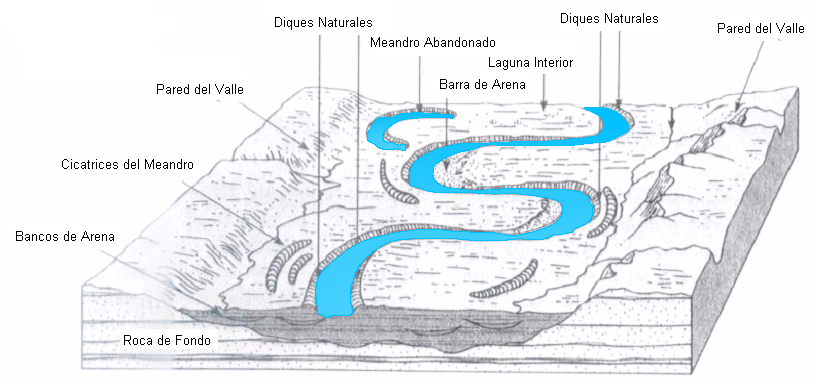 Diques Naturales
Diques Naturales
Pared del Valle
Meandro Abandonado
Laguna Interior
Barra de Arena
Pared del Valle
Cicatrices del Meandro
Bancos de Arena
Roca de Fondo